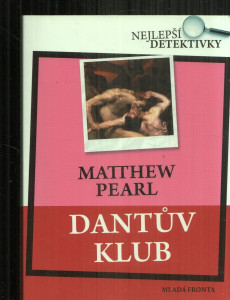 NEJLEPŠÍ
DETEKTIVKY
MATTHEW
PEARL
DANTŮV
KLUB
MLADÁ FRONTA